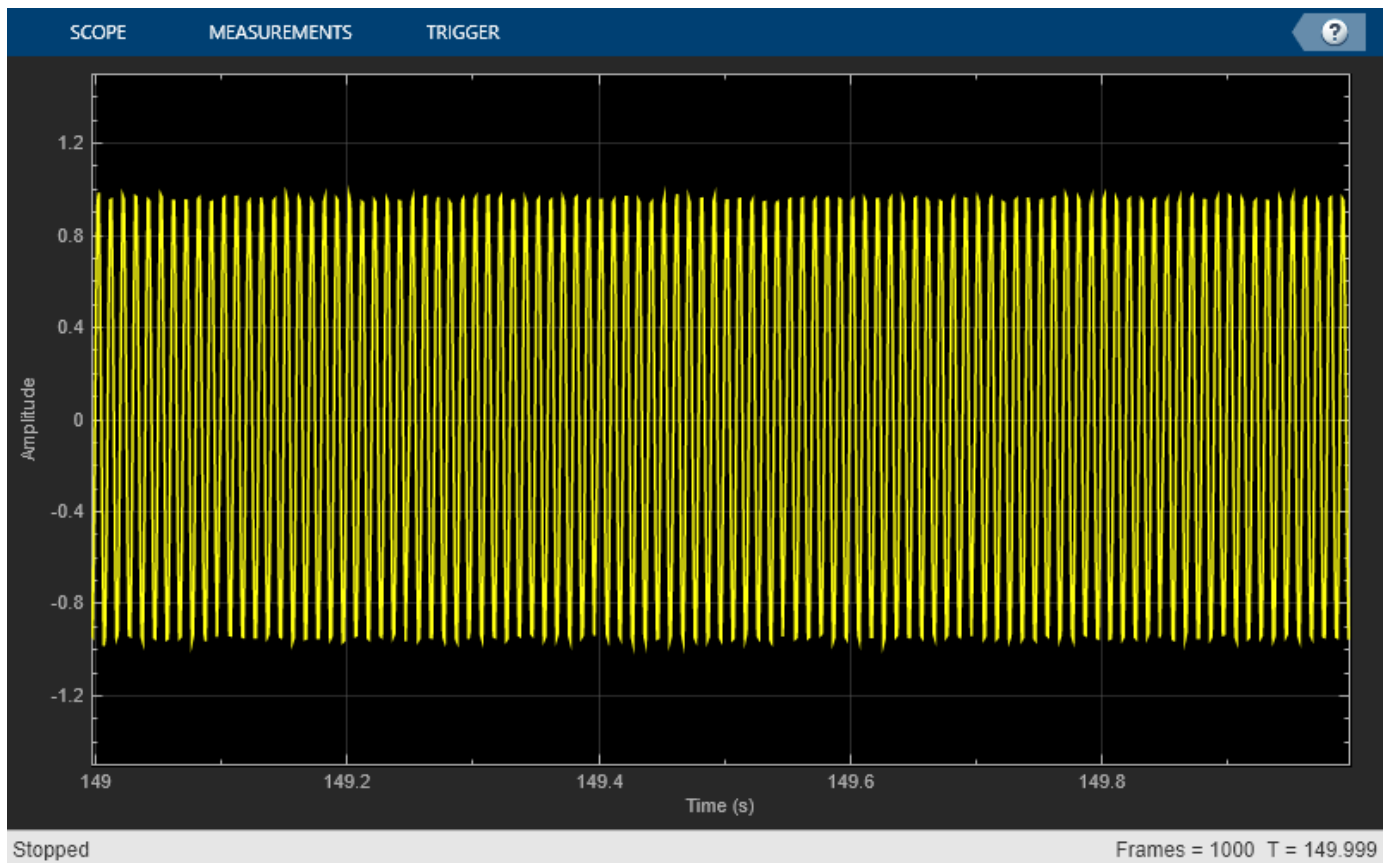 SCOPE MEASUREMENTS TRIGGER ?
1.2
0.8
0.4
0
-0.4
-0.8
-1.2
Amplitude
149 149.2 149.4 149.6 149.8
Time (s)
Stopped Frames = 1000 T = 149.999